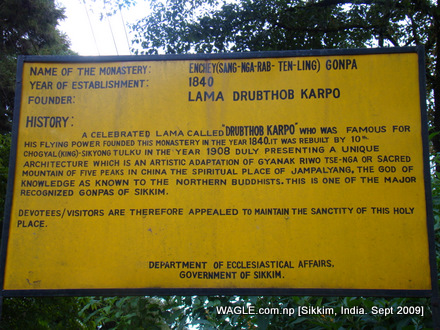 NAME OF THE MONASTERY: ENCHEY(SANG-NGA-RAB-TEN-LING) GONPA
YEAR OF ESTABLISHMENT: 1840
FOUNDER: LAMA DRUBTHOB KARPO
HISTORY:
A CELEBRATED LAMA CALLED "DRUBTHOB KARPO" WHO WAS FAMOUS FOR
HIS FLYING POWER FOUNDED THIS MONASTERY IN THE YEAR 1840. IT WAS REBUILT BY 10TH
CHOGYAL (KING)-SIKYONG TULKU IN THE YEAR 1908 DULY PRESENTING A UNIQUE
ARCHITECTURE WHICH IS AN ARTISTIC ADAPTATION OF GYANAK RIWO TSE-NGA OR SACRED
MOUNTAIN OF FIVE PEAKS IN CHINA THE SPIRITUAL PLACE OF JAMPALYANG, THE GOD OF
KNOWLEDGE AS KNOWN TO THE NORTHERN BUDDHISTS. THIS IS ONE OF THE MAJOR
RECOGNIZED GONPAS OF SIKKIM.
DEVOTEES/VISITORS ARE THEREFORE APPEALED TO MAINTAIN THE SANCTITY OF THIS HOLY
PLACE.
DEPARTMENT OF ECCLESIASTICAL AFFAIRS,
GOVERNMENT OF SIKKIM.
WAGLE.com.np [Sikkim, India. Sept 2009]